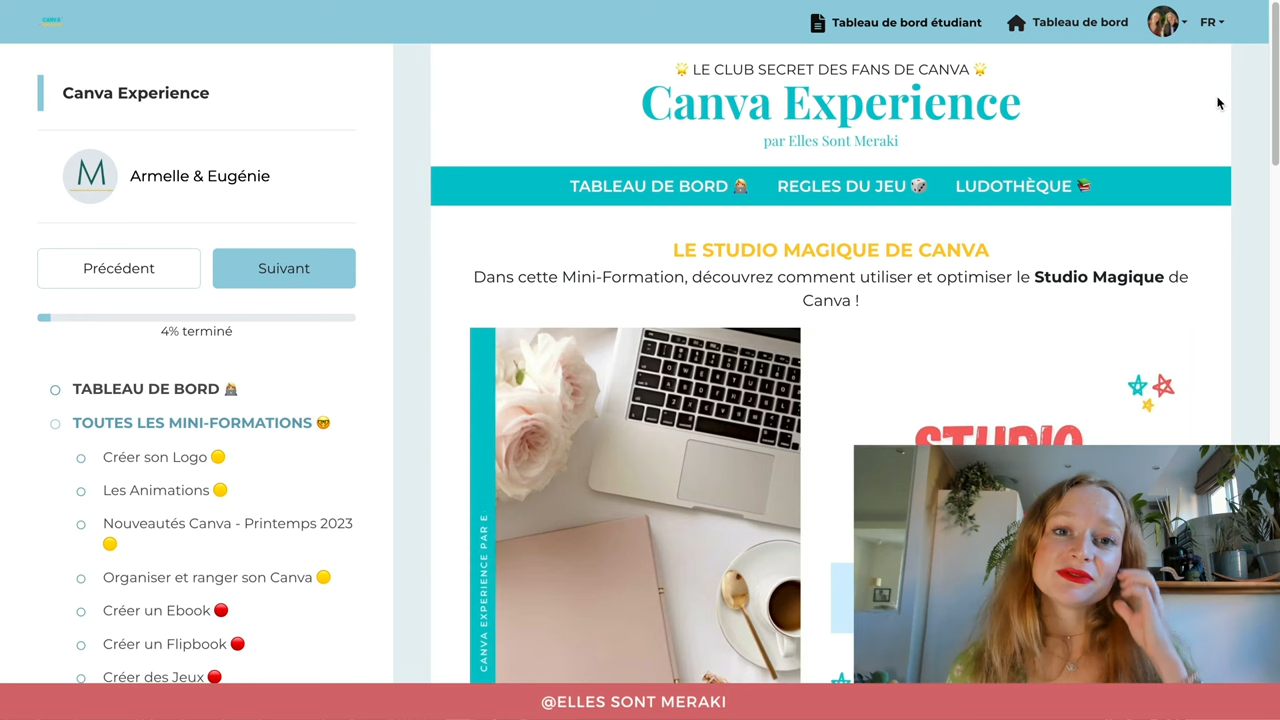 Tableau de bord étudiant
Tableau de bord
FR
Canva Experience
Armelle & Eugénie
Précédent
Suivant
4% terminé
TABLEAU DE BORD
TOUTES LES MINI-FORMATIONS
Créer son Logo
Les Animations
Nouveautés Canva - Printemps 2023
Organiser et ranger son Canva
Créer un Ebook
Créer un Flipbook
Créer des Jeux
LE CLUB SECRET DES FANS DE CANVA
Canva Experience
par Elles Sont Meraki
TABLEAU DE BORD
REGLES DU JEU
LUDOTHÈQUE
LE STUDIO MAGIQUE DE CANVA
Dans cette Mini-Formation, découvrez comment utiliser et optimiser le Studio Magique de
Canva !
CANVA EXPERIENCE PAR E
STUDIO
@ELLES SONT MERAKI